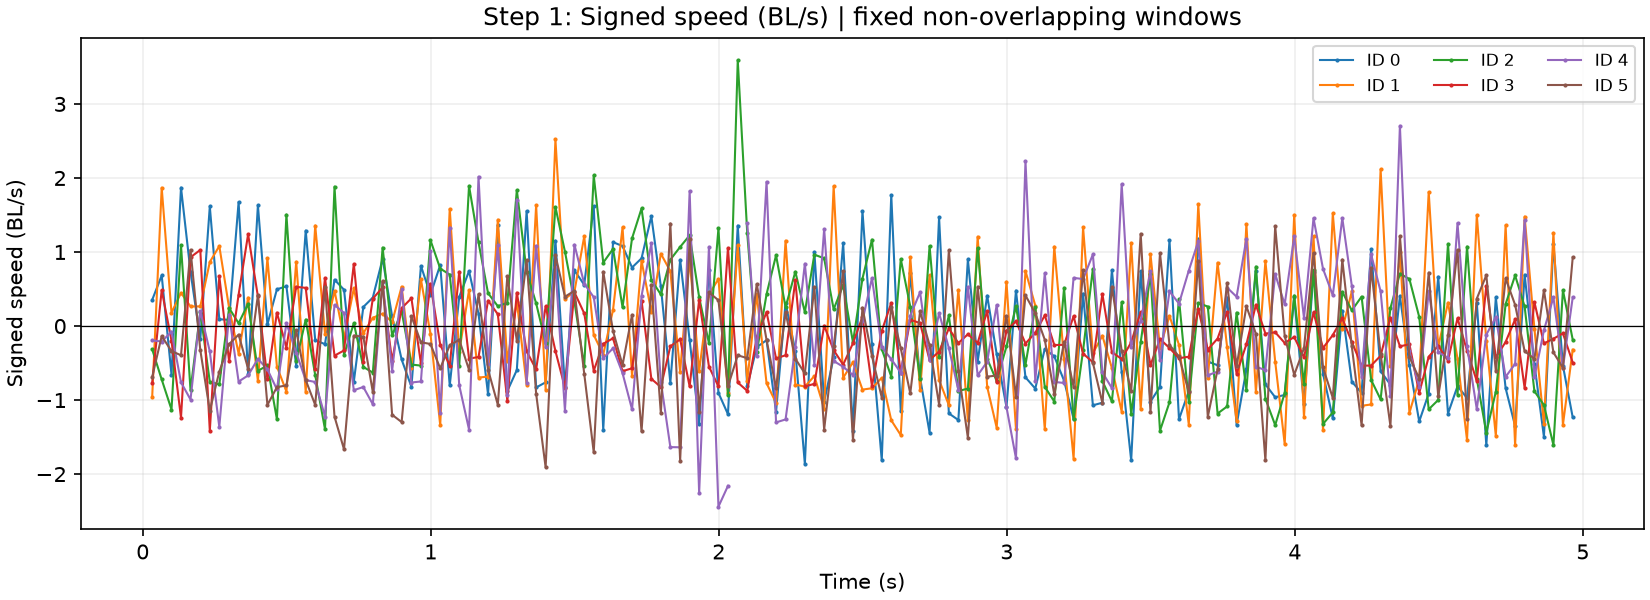 Step 1: Signed speed (BL/s) | fixed non-overlapping windows
ID 0 ID 2 ID 4
ID 1 ID 3 ID 5
Signed speed (BL/s)
3
2
1
0
−1
−2
0 1 2 3 4 5
Time (s)